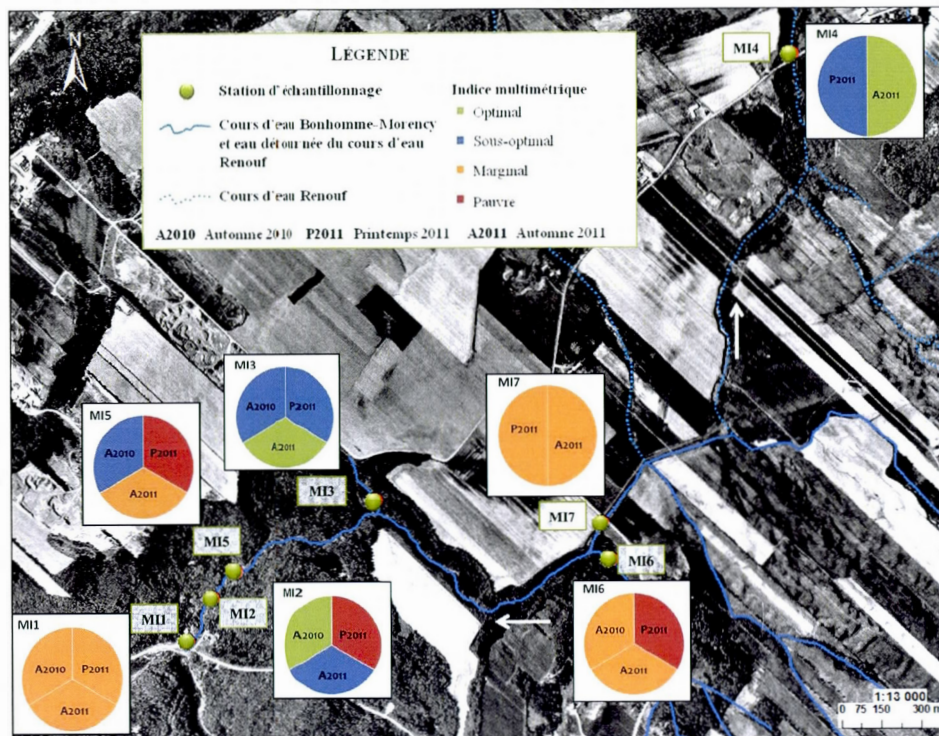 N
LÉGENDE
Station d'échantillonnage
Cours d'eau Bonhomme-Morency
et eau détournée du cours d'eau
Renouf
Cours d'eau Renouf
Indice multimétrique
Optimal
Sous-optimal
Marginal
Pauvre
A2010 Automne 2010 P2011 Printemps 2011 A2011 Automne 2011
MI4
MI4
P2011
A2011
MI3
A2010
P2011
A2011
MI5
A2010
P2011
A2011
MI7
P2011
A2011
MI3
MI7
MI5
MI6
MI2
MI1
MI2
A2010
P2011
A2011
MI6
A2010
P2011
A2011
MI1
A2010
P2011
A2011
1:13 000
0 75 150 300 m